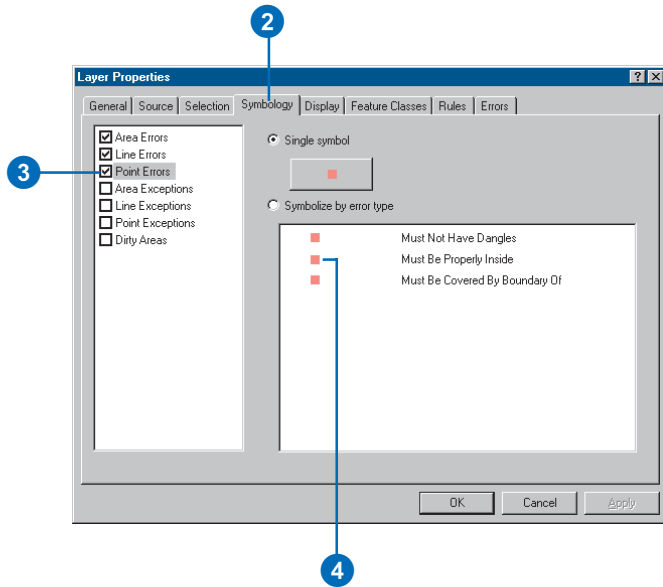 2
Layer Properties
? X
General Source Selection Symbology Display Feature Classes Rules Errors
Area Errors
Line Errors
Point Errors
Area Exceptions
Line Exceptions
Point Exceptions
Dirty Areas
3
Single symbol
Symbolize by error type
Must Not Have Dangles
Must Be Properly Inside
Must Be Covered By Boundary Of
OK Cancel Apply
4